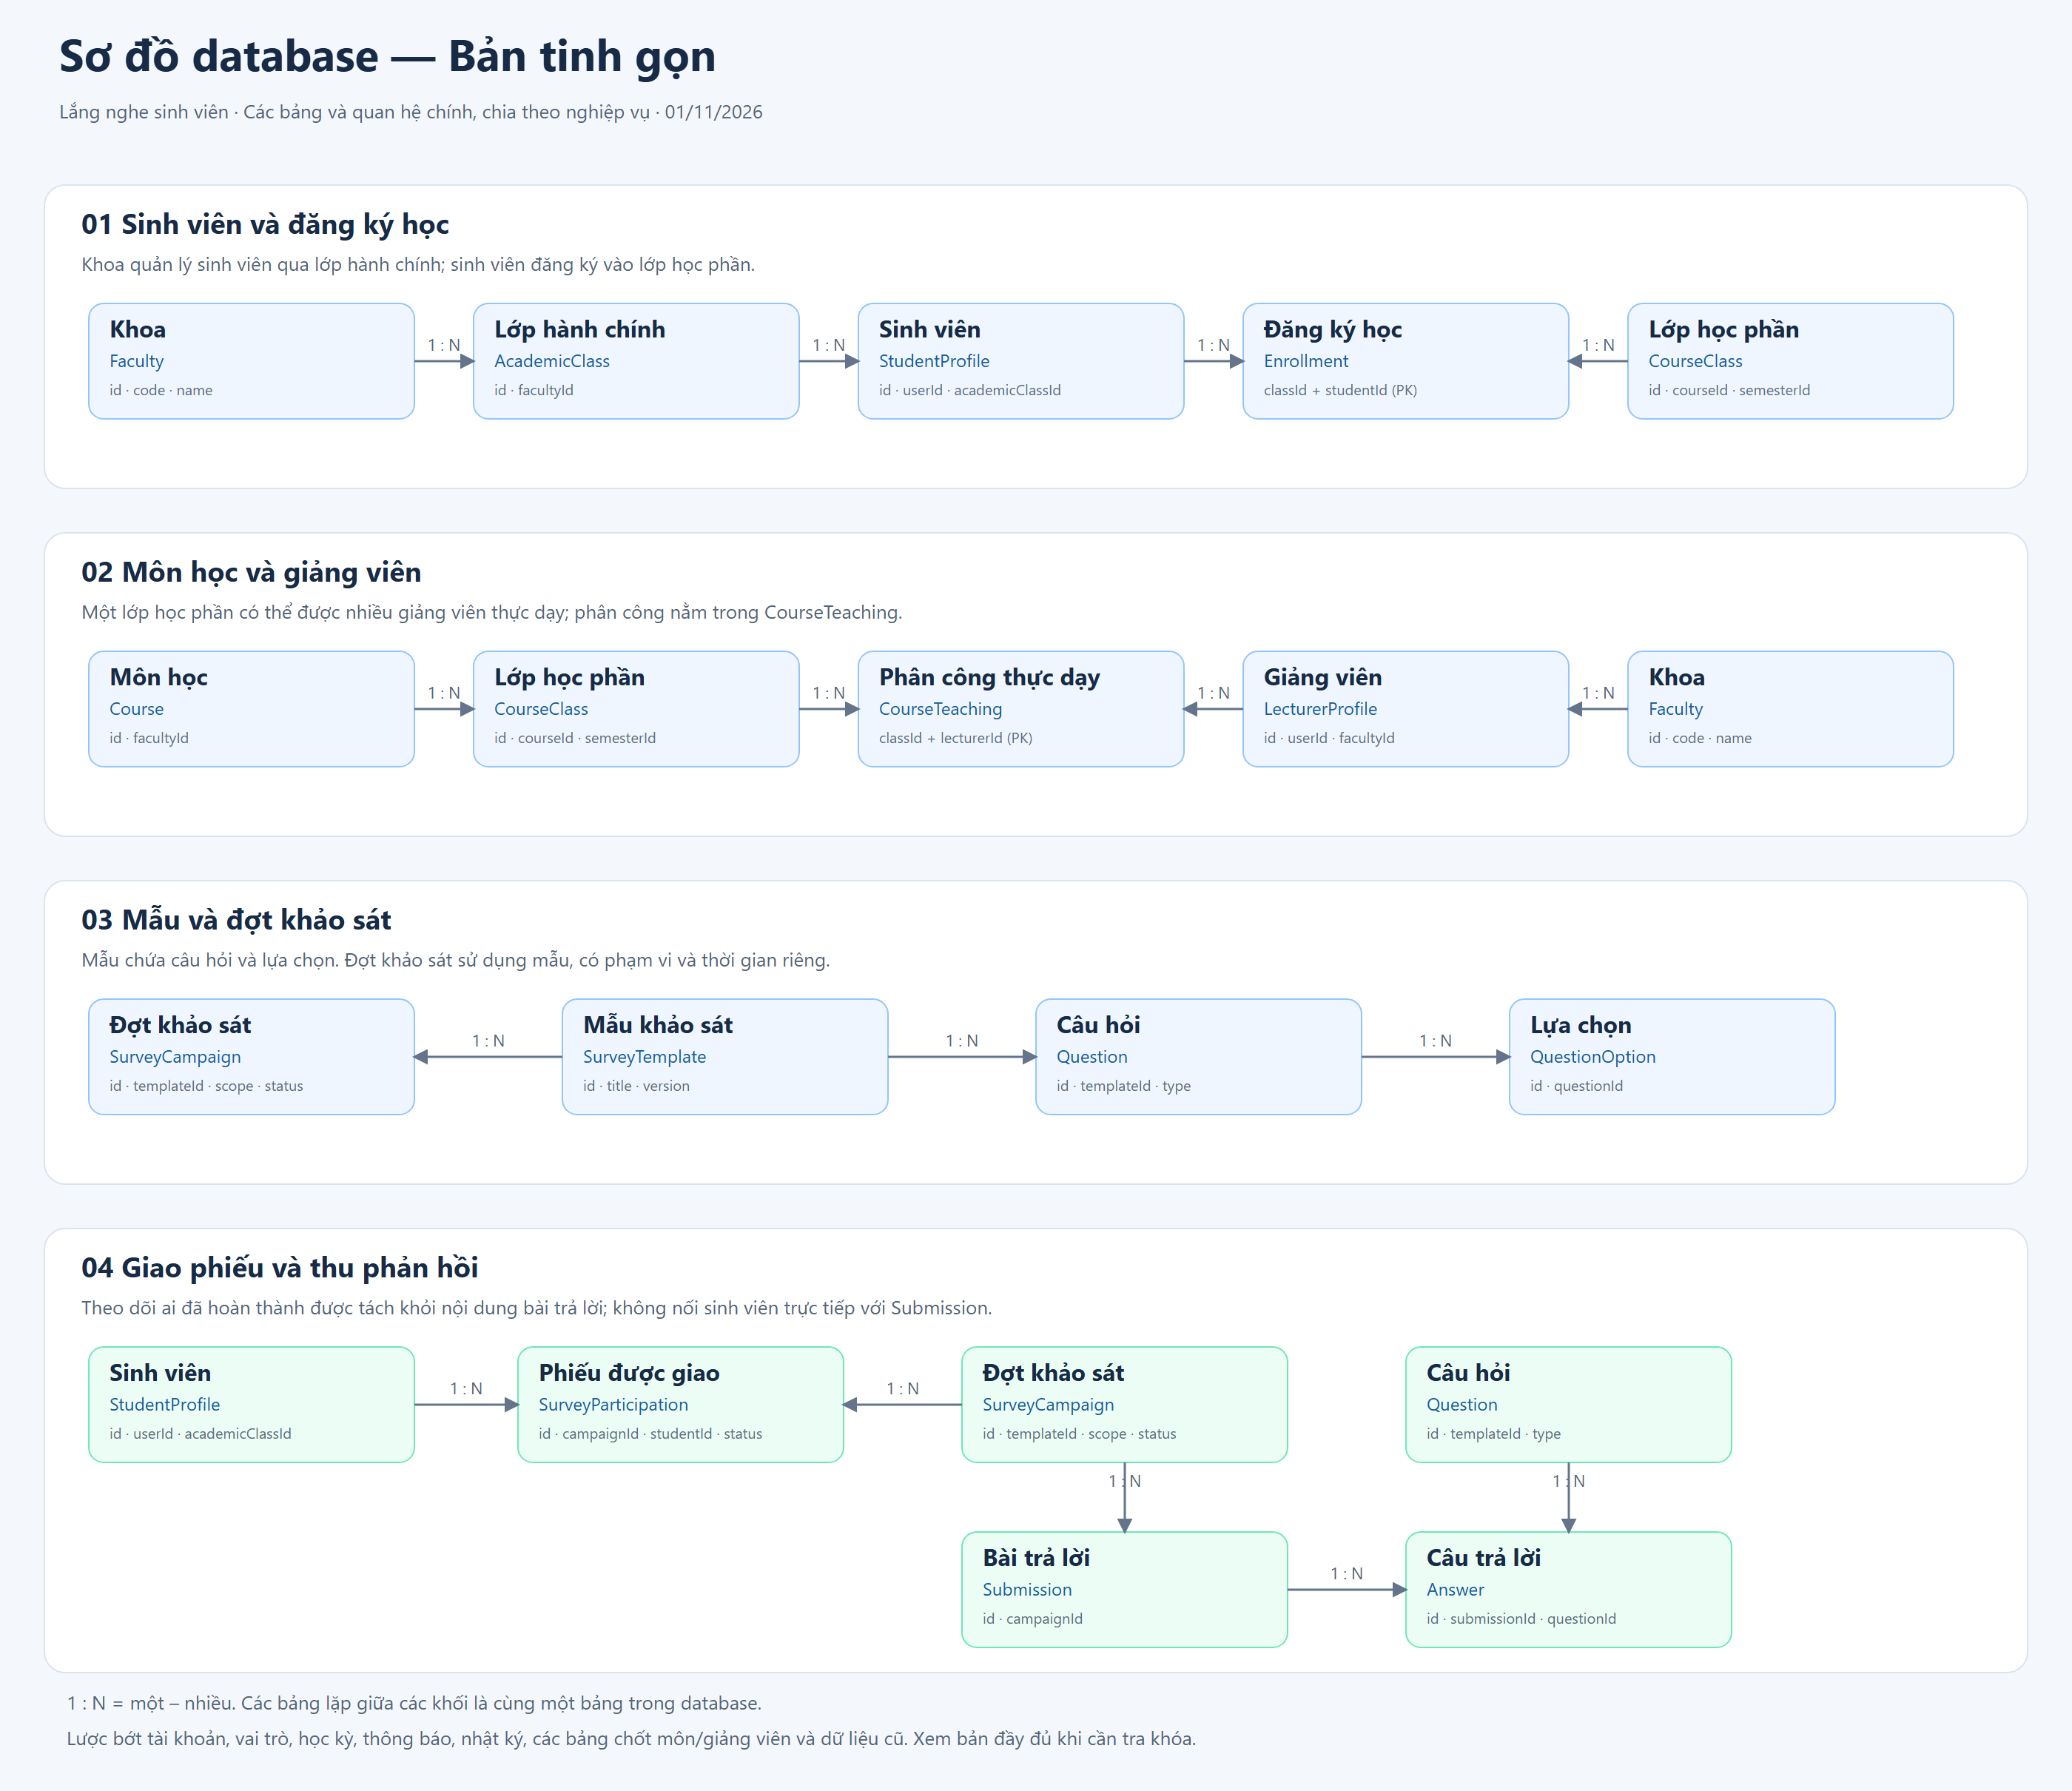 Sơ đồ database — Bản tinh gọn
Lắng nghe sinh viên · Các bảng và quan hệ chính, chia theo nghiệp vụ · 01/11/2026
01 Sinh viên và đăng ký học
Khoa quản lý sinh viên qua lớp hành chính; sinh viên đăng ký vào lớp học phần.
Khoa
Faculty
id · code · name
1 : N
Lớp hành chính
AcademicClass
id · facultyId
1 : N
Sinh viên
StudentProfile
id · userId · academicClassId
1 : N
Đăng ký học
Enrollment
classId + studentId (PK)
1 : N
Lớp học phần
CourseClass
id · courseId · semesterId
02 Môn học và giảng viên
Một lớp học phần có thể được nhiều giảng viên thực dạy; phân công nằm trong CourseTeaching.
Môn học
Course
id · facultyId
1 : N
Lớp học phần
CourseClass
id · courseId · semesterId
1 : N
Phân công thực dạy
CourseTeaching
classId + lecturerId (PK)
1 : N
Giảng viên
LecturerProfile
id · userId · facultyId
1 : N
Khoa
Faculty
id · code · name
03 Mẫu và đợt khảo sát
Mẫu chứa câu hỏi và lựa chọn. Đợt khảo sát sử dụng mẫu, có phạm vi và thời gian riêng.
Đợt khảo sát
SurveyCampaign
id · templateId · scope · status
1 : N
Mẫu khảo sát
SurveyTemplate
id · title · version
1 : N
Câu hỏi
Question
id · templateId · type
1 : N
Lựa chọn
QuestionOption
id · questionId
04 Giao phiếu và thu phản hồi
Theo dõi ai đã hoàn thành được tách khỏi nội dung bài trả lời; không nối sinh viên trực tiếp với Submission.
Sinh viên
StudentProfile
id · userId · academicClassId
1 : N
Phiếu được giao
SurveyParticipation
id · campaignId · studentId · status
1 : N
Đợt khảo sát
SurveyCampaign
id · templateId · scope · status
Câu hỏi
Question
id · templateId · type
1 : N
1 : N
Bài trả lời
Submission
id · campaignId
1 : N
Câu trả lời
Answer
id · submissionId · questionId
1 : N = một – nhiều. Các bảng lặp giữa các khối là cùng một bảng trong database.
Lược bớt tài khoản, vai trò, học kỳ, thông báo, nhật ký, các bảng chốt môn/giảng viên và dữ liệu cũ. Xem bản đầy đủ khi cần tra khóa.